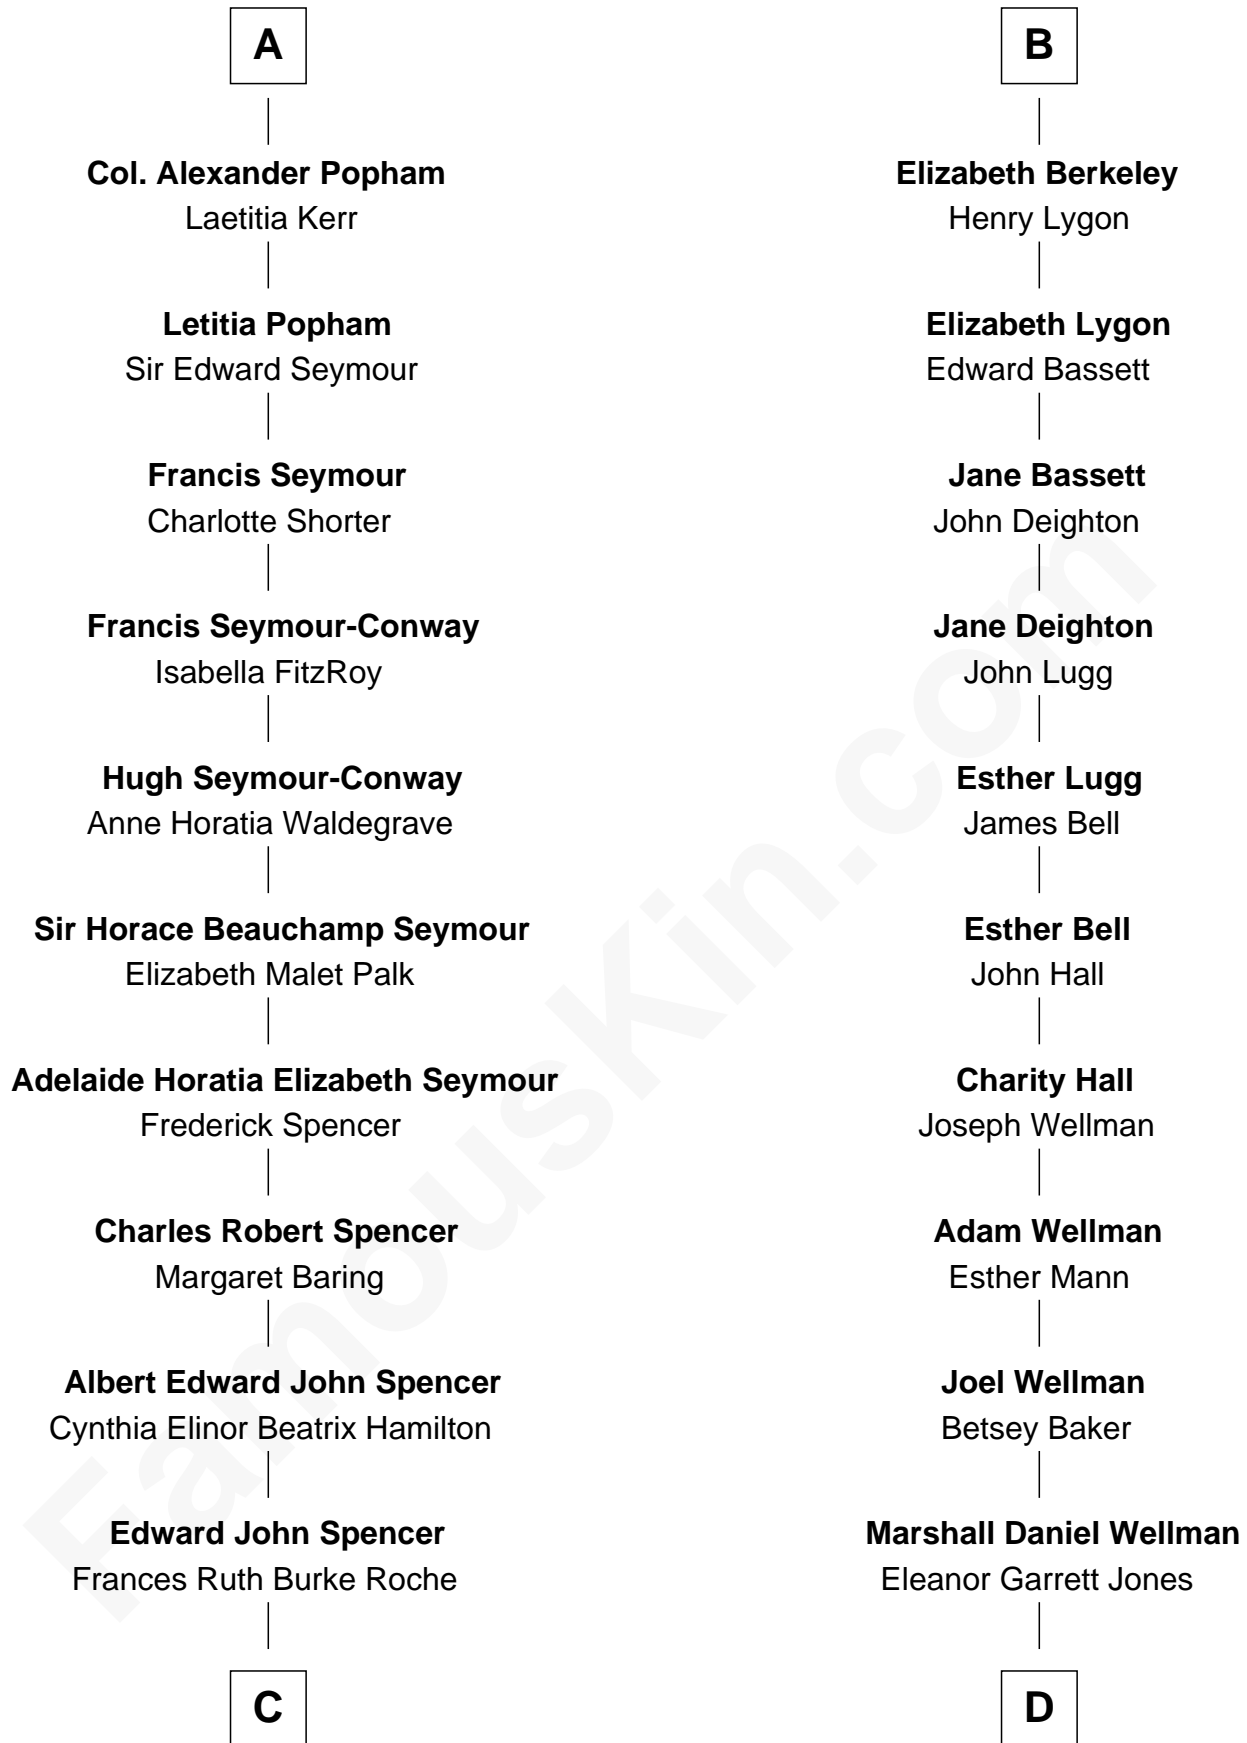 A
Col. Alexander Popham
Laetitia Kerr
Letitia Popham
Sir Edward Seymour
Francis Seymour
Charlotte Shorter
Francis Seymour-Conway
Isabella FitzRoy
Hugh Seymour-Conway
Anne Horatia Waldegrave
Sir Horace Beauchamp Seymour
Elizabeth Malet Palk
Adelaide Horatia Elizabeth Seymour
Frederick Spencer
Charles Robert Spencer
Margaret Baring
Albert Edward John Spencer
Cynthia Elinor Beatrix Hamilton
Edward John Spencer
Frances Ruth Burke Roche
C
B
Elizabeth Berkeley
Henry Lygon
Elizabeth Lygon
Edward Bassett
Jane Bassett
John Deighton
Jane Deighton
John Lugg
Esther Lugg
James Bell
Esther Bell
John Hall
Charity Hall
Joseph Wellman
Adam Wellman
Esther Mann
Joel Wellman
Betsey Baker
Marshall Daniel Wellman
Eleanor Garrett Jones
D
FamousKin.com